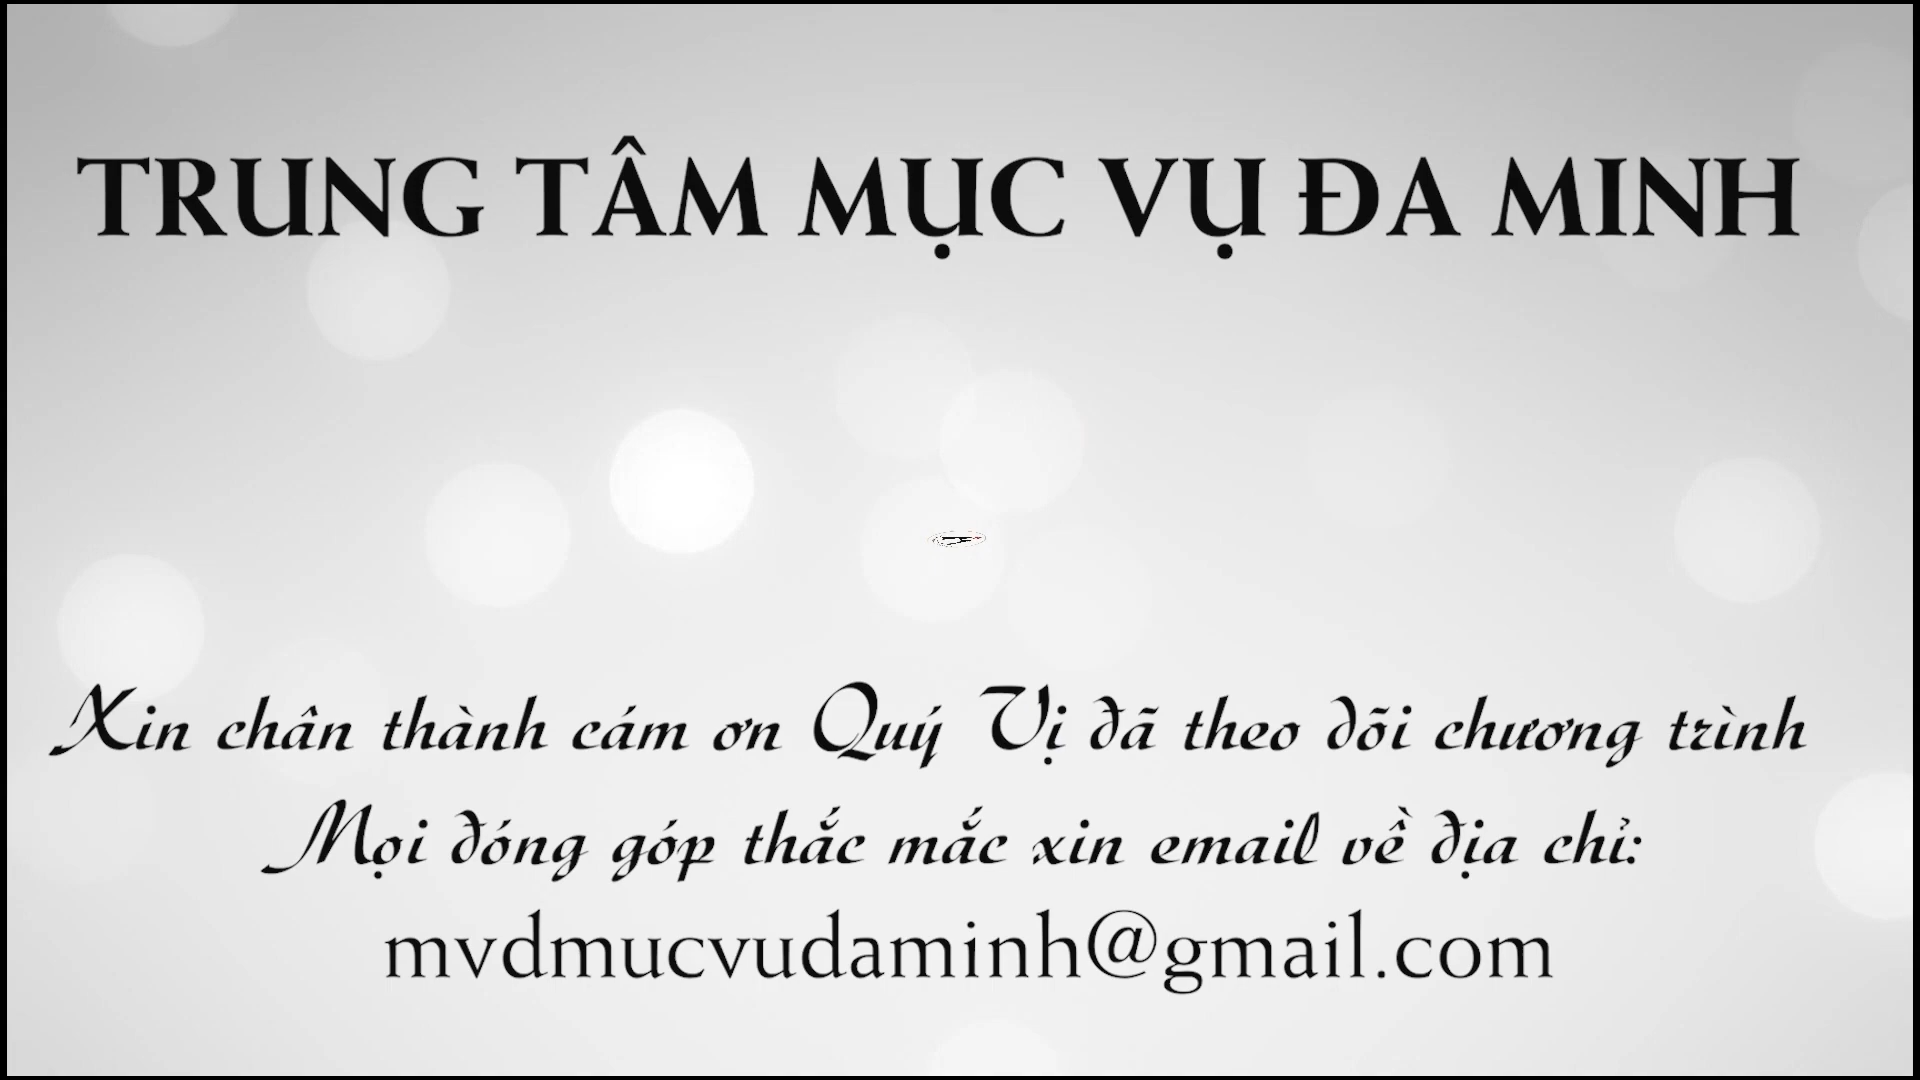 TRUNG TÂM MỤC VỤ ĐA MINH
Xin chân thành cám ơn Quý Vị đã theo dõi chương trình
Mọi đóng góp thắc mắc xin email về địa chỉ:
mvdmucvudaminh@gmail.com